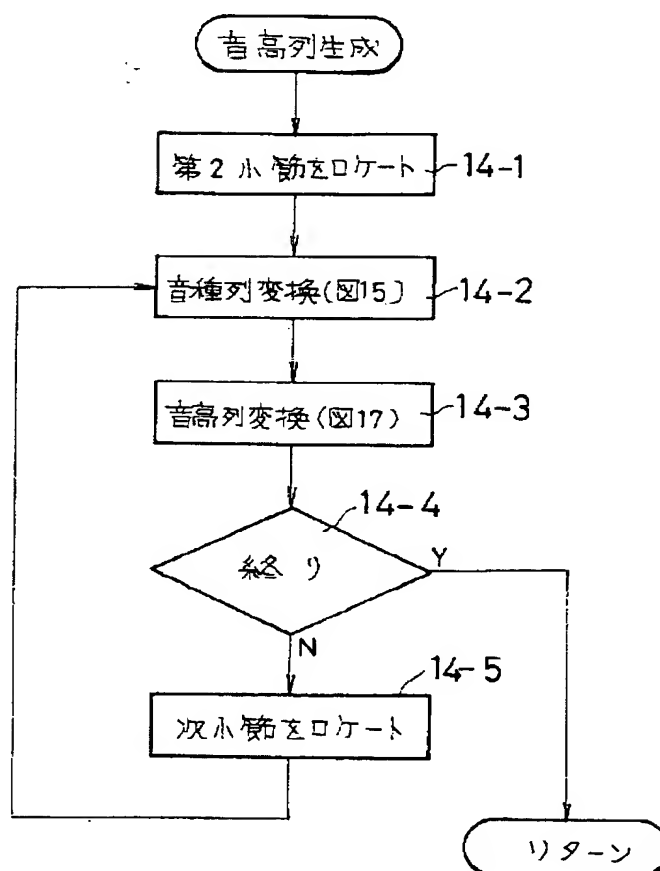 音高列生成
第2小節をロケート
14-1
音種列変換(図15)
14-2
音高列変換(図17)
14-3
14-4
終り
Y
N
14-5
次小節をロケート
リターン